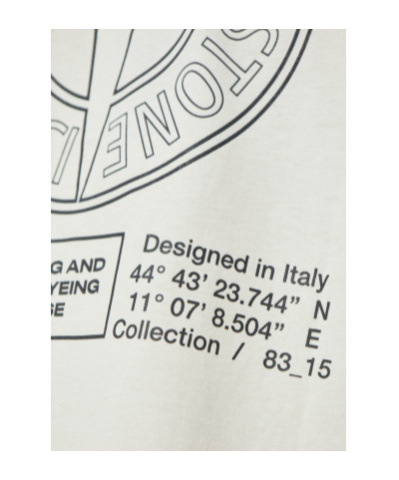 STONE
G AND
YEING
SE
Designed in Italy
44° 43’ 23.744” N
11° 07’ 8.504” E
Collection / 83_15